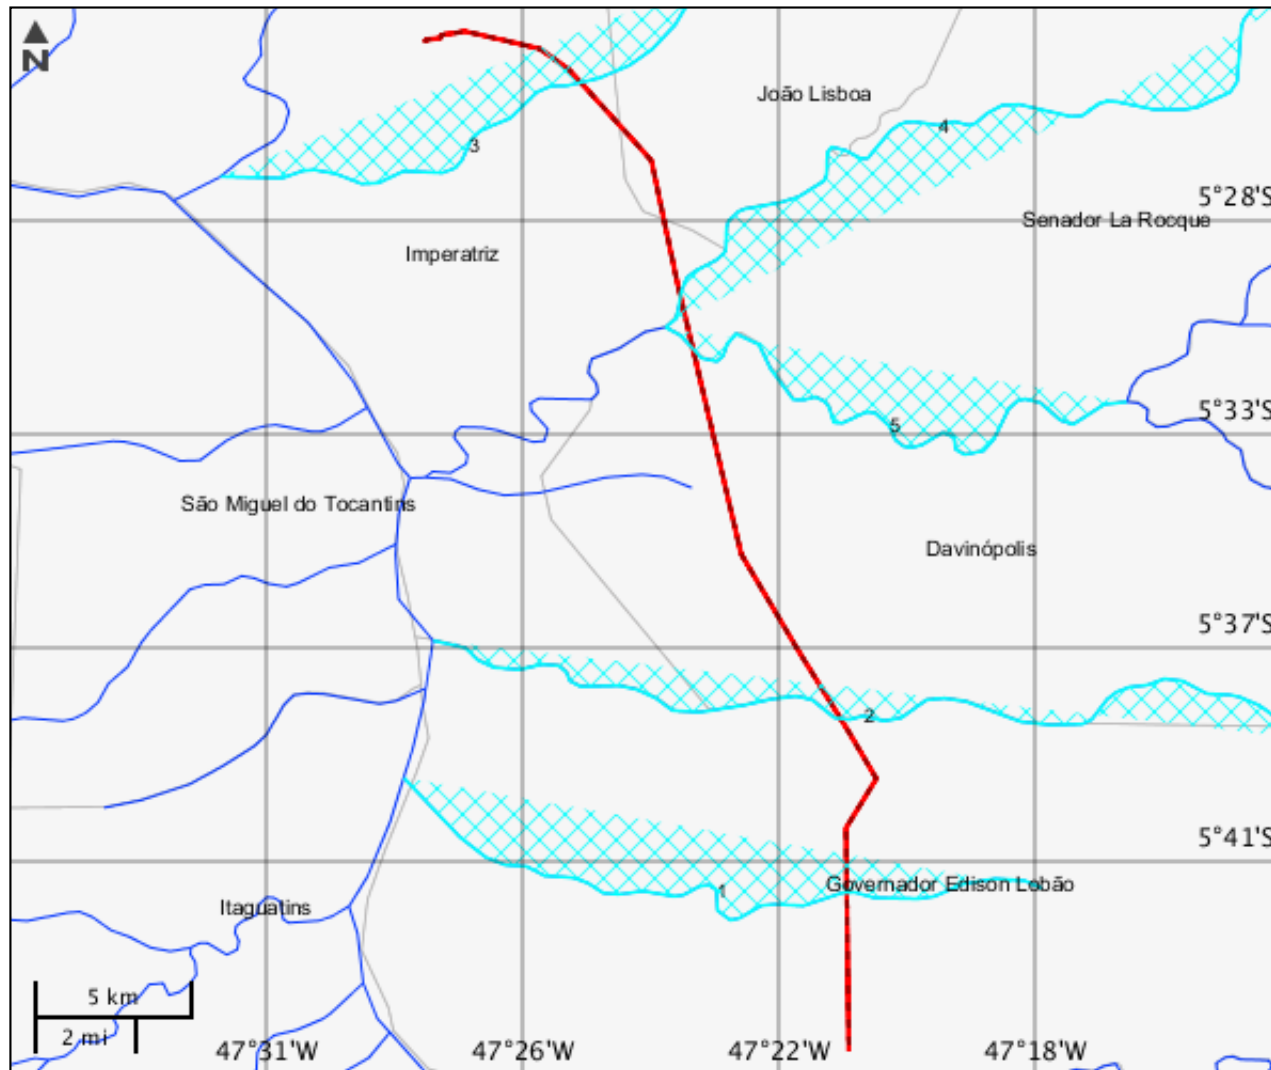 N
João Lisboa
4
3
5°28'S
Senador La Rocque
Imperatriz
5°33'S
5
São Miguel do Tocantins
Davinópolis
5°37'S
2
5°41'S
Governador Edison Lobão
1
Itaguatins
5 km
2 mi
47°31'W
47°26'W
47°22'W
47°18'W